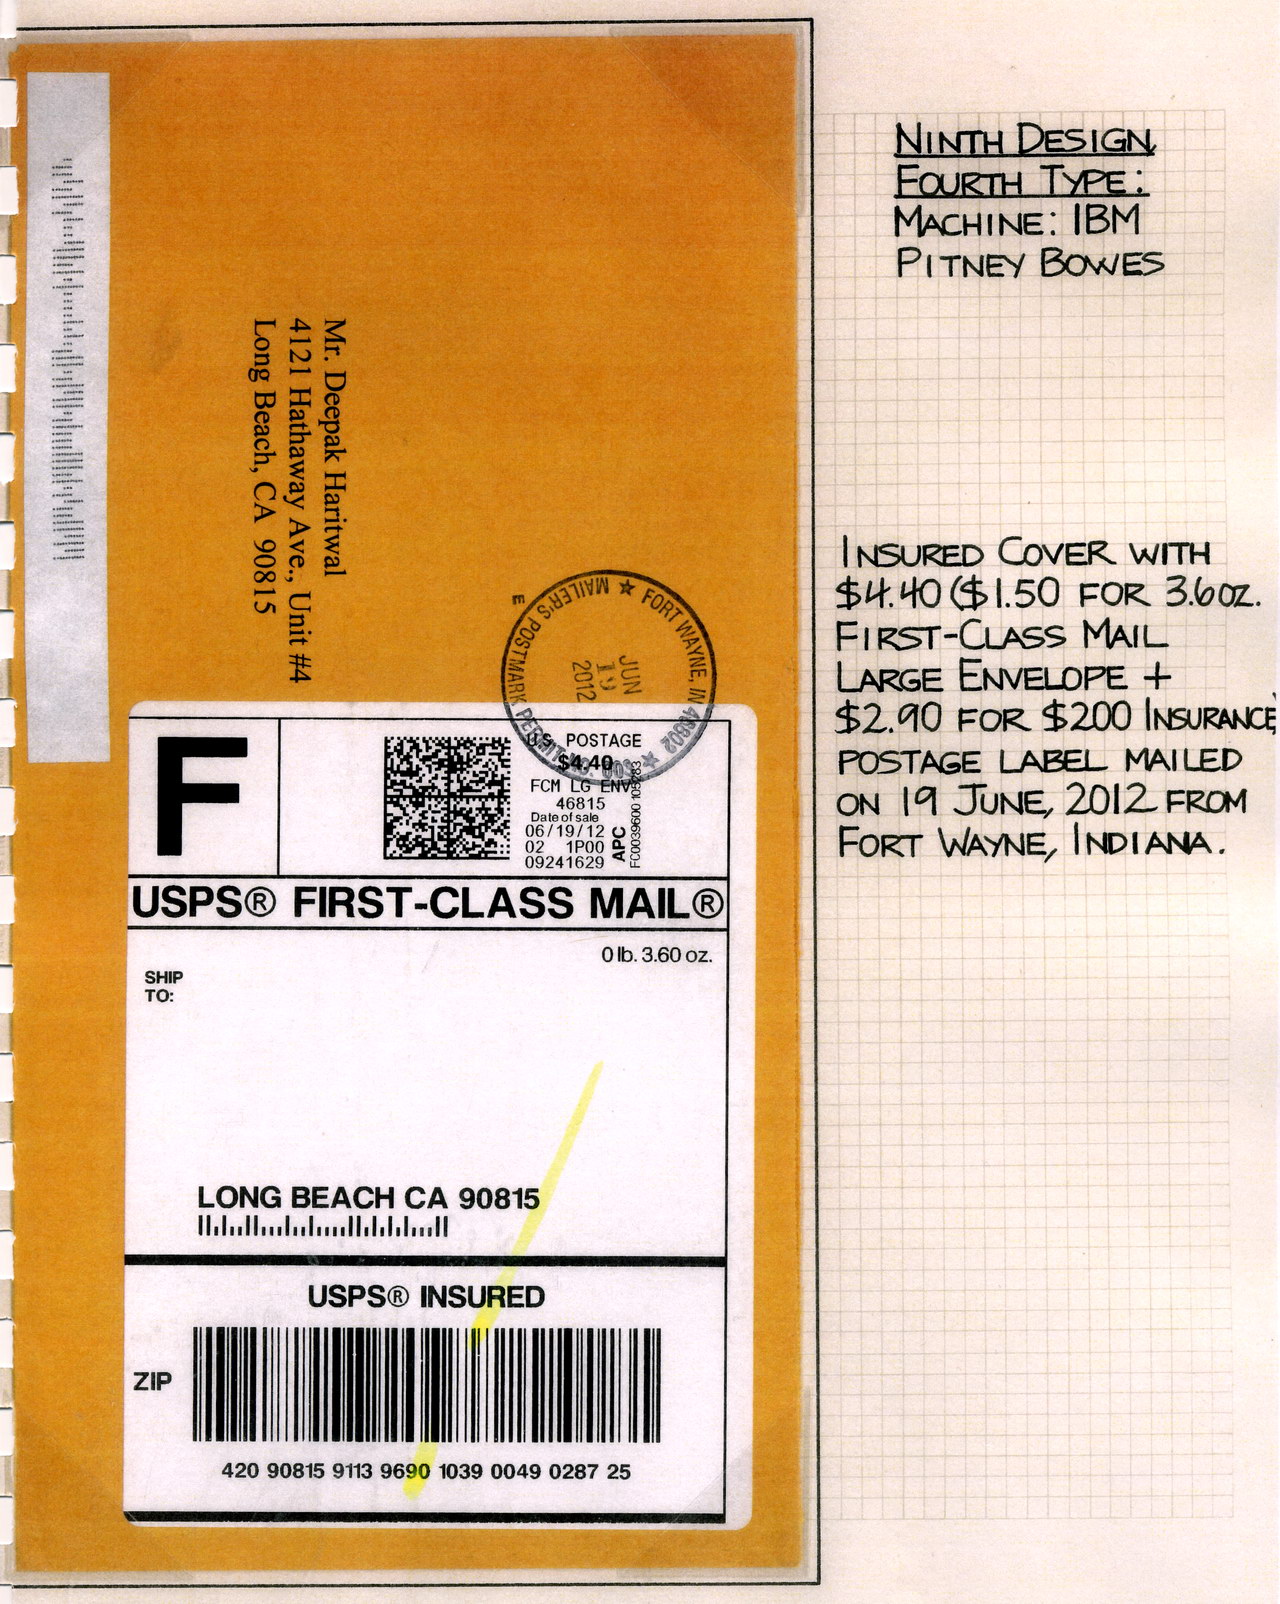 NINTH DESIGN
FOURTH TYPE:
MACHINE: IBM
PITNEY BOWES
INSURED COVER WITH
$4.40 ($1.50 FOR 3.6 OZ.
FIRST-CLASS MAIL
LARGE ENVELOPE +
$2.90 FOR $200 INSURANCE)
POSTAGE LABEL MAILED
ON 19 JUNE, 2012 FROM
FORT WAYNE, INDIANA.
Mr. Deepak Haritwal
4121 Hathaway Ave., Unit #4
Long Beach, CA 90815
FORT WAYNE, IN 46802
MAILER'S POSTMARK PERMIT NO.
JUN
19
2012
E
F
POSTAGE
$4.40
FCM LG ENV
46815
Date of sale
06/19/12
02 1P00
09241629
APC
USPS® FIRST-CLASS MAIL®
0 lb. 3.60 oz.
SHIP
TO:
LONG BEACH CA 90815
USPS® INSURED
ZIP
420 90815 9113 9690 1039 0049 0287 25